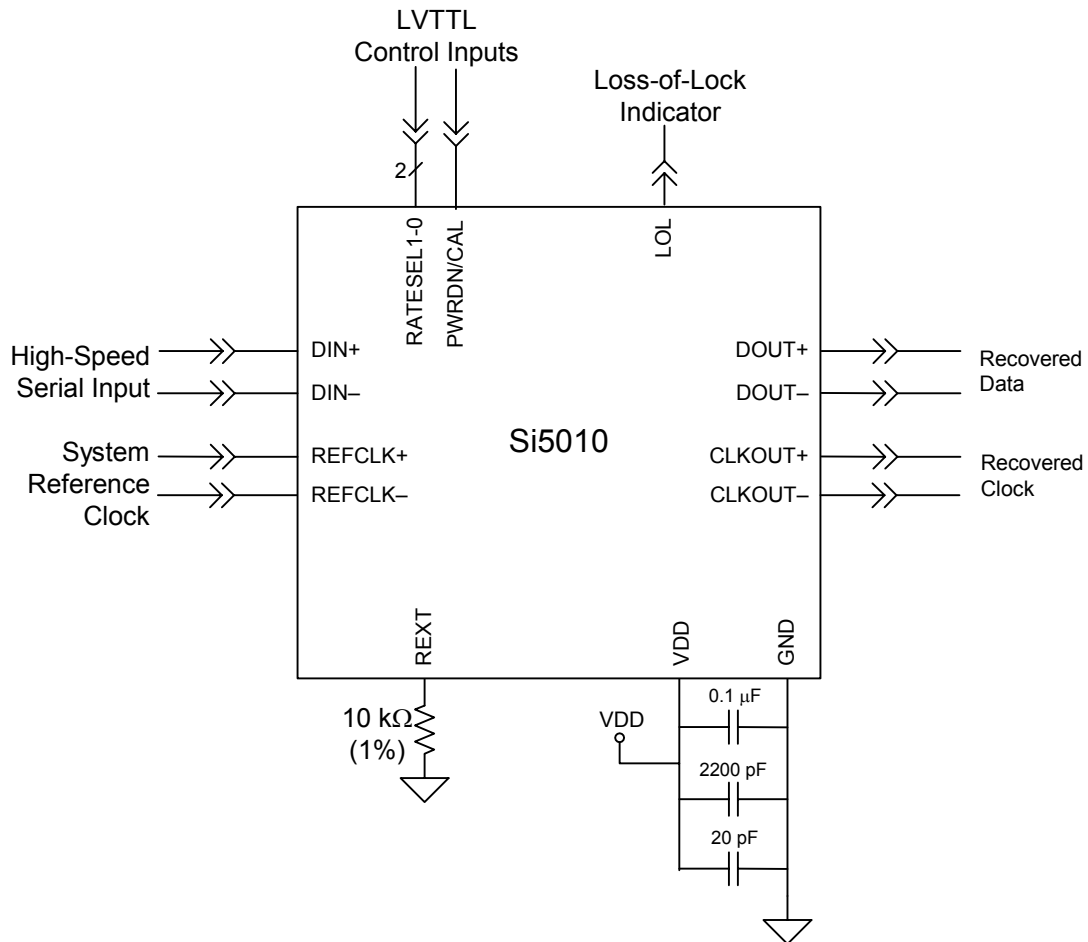 LVTTL
Control Inputs
Loss-of-Lock
Indicator
2
RATESEL1-0
PWRDN/CAL
LOL
High-Speed
Serial Input
DIN+
DIN–
DOUT+
DOUT–
Recovered
Data
Si5010
System
Reference
Clock
REFCLK+
REFCLK–
CLKOUT+
CLKOUT–
Recovered
Clock
REXT
VDD
GND
10 kΩ
(1%)
VDD
0.1 μF
2200 pF
20 pF